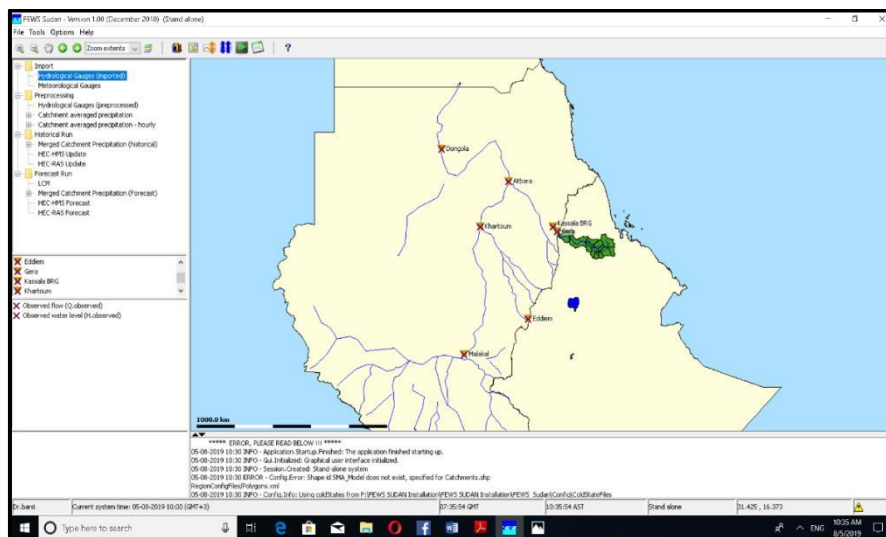 FEWS Sudan - Version 1.00 (December 2010) (Stand alone)
File Tools Options Help
Zoom extents
Import
Hydrological Gauges (imported)
Meteorological Gauges
Preprocessing
Hydrological Gauges (preprocessed)
Catchment averaged precipitation
Catchment averaged precipitation - hourly
Historical Run
Merged Catchment Precipitation (historical)
HEC-HMS Update
HEC-RAS Update
Forecast Run
LCM
Merged Catchment Precipitation (Forecast)
HEC-HMS Forecast
HEC-RAS Forecast
Eddiem
Gera
Kassala BRG
Khartoum
Observed flow (Q.observed)
Observed water level (H.observed)
Dongola
Atbara
Khartoum
Kassala BRG
Gera
Eddiem
Malakal
1000.0 km
***** ERROR, PLEASE READ BELOW !!! *****
05-08-2019 10:30 INFO - Application.Startup.Finished: The application finished starting up.
05-08-2019 10:30 INFO - Gui.Initialized: Graphical user interface initialized.
05-08-2019 10:30 INFO - Session.Created: Stand-alone system
05-08-2019 10:30 ERROR - Config.Error: Shape id SMA_Model does not exist, specified for Catchments.shp
RegionConfigFiles/Polygons.xml
05-08-2019 10:30 INFO - Config.Info: Using coldStates from F:\FEWS SUDAN Installation\FEWS SUDAN Installation\FEWS_Sudan\Config\ColdStateFiles
Dr.barsi
Current system time: 05-08-2019 10:00 (GMT+3)
07:35:54 GMT
10:35:54 AST
Stand alone
31.425 , 16.373
Type here to search
ENG
10:35 AM
8/5/2019